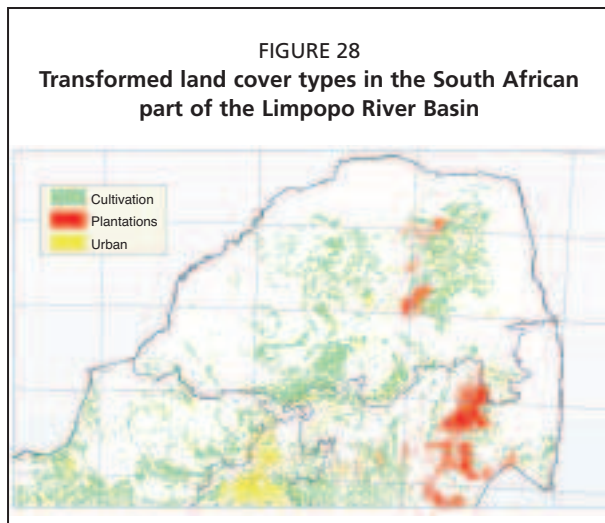 FIGURE 28
Transformed land cover types in the South African
part of the Limpopo River Basin
Cultivation
Plantations
Urban